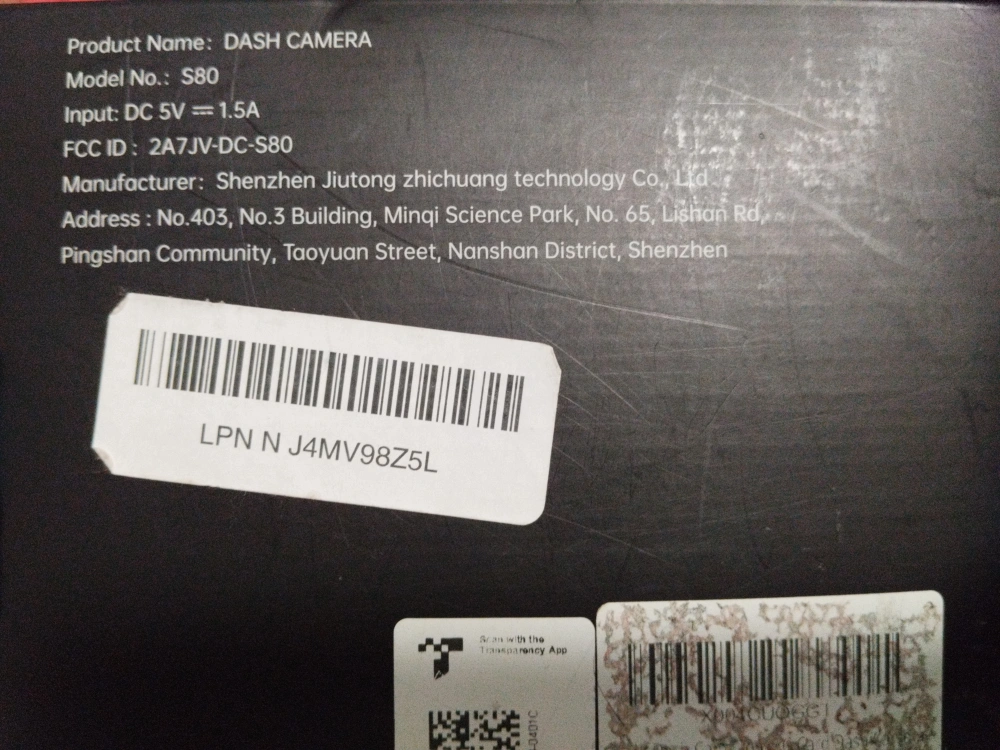 Product Name: DASH CAMERA
Model No.: S80
Input: DC 5V ⎓ 1.5A
FCC ID : 2A7JV-DC-S80
Manufacturer: Shenzhen Jiutong zhichuang technology Co., Ltd
Address : No.403, No.3 Building, Minqi Science Park, No. 65, Lishan Rd,
Pingshan Community, Taoyuan Street, Nanshan District, Shenzhen
LPN N J4MV98Z5L
Scan with the
Transparency App